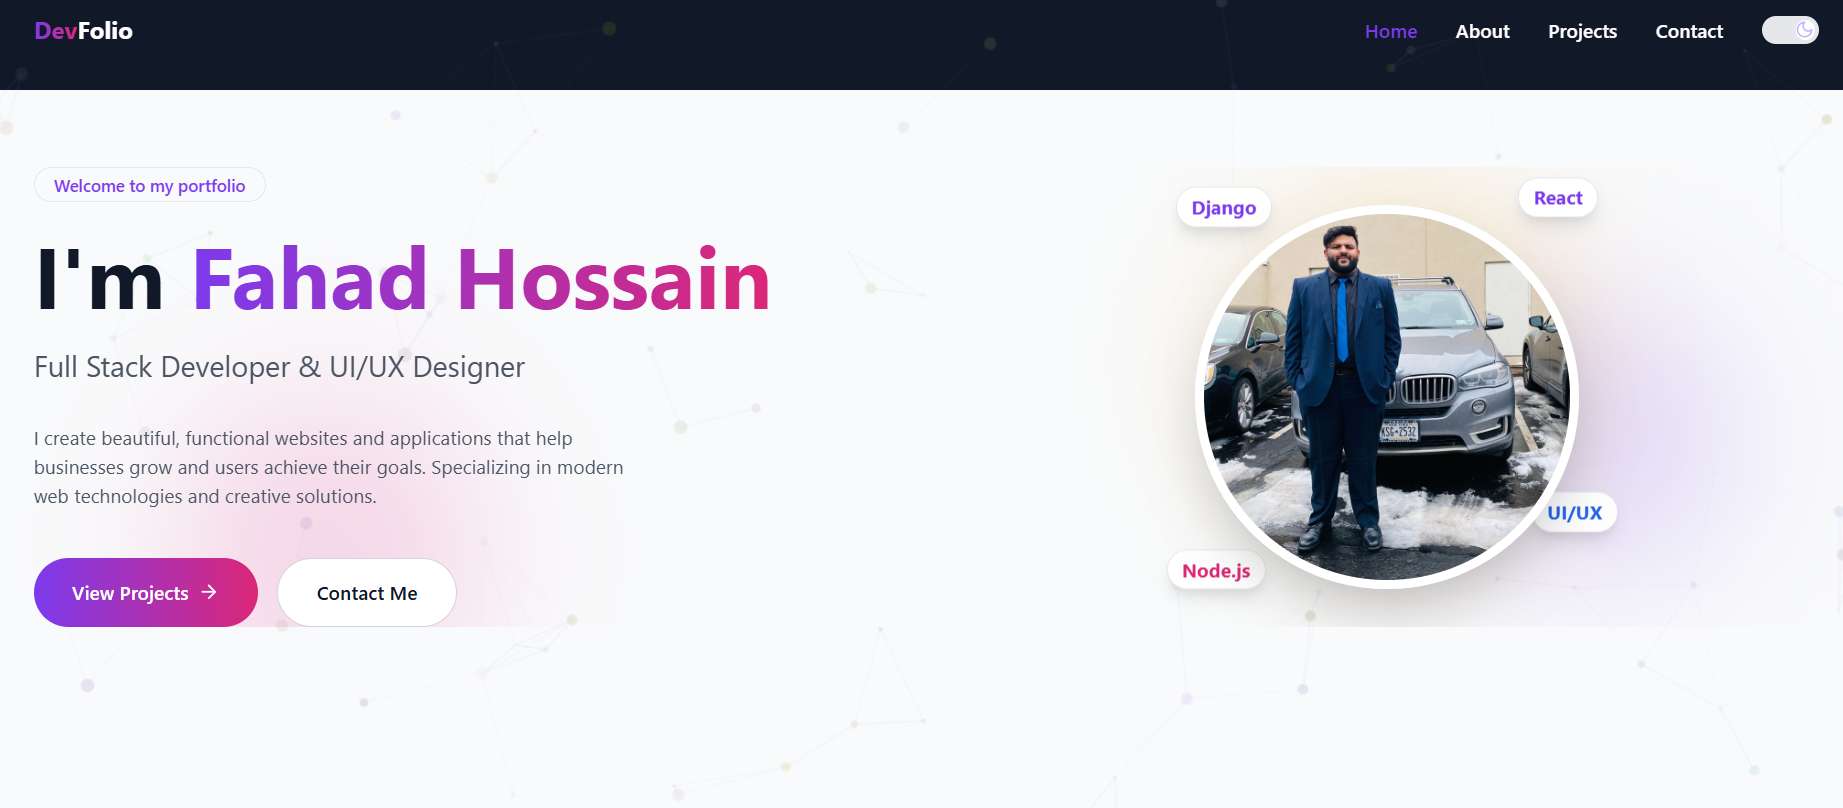 DevFolio
Home About Projects Contact
Welcome to my portfolio
Django
React
I'm Fahad Hossain
Full Stack Developer & UI/UX Designer
I create beautiful, functional websites and applications that help
businesses grow and users achieve their goals. Specializing in modern
web technologies and creative solutions.
UI/UX
Node.js
View Projects →
Contact Me